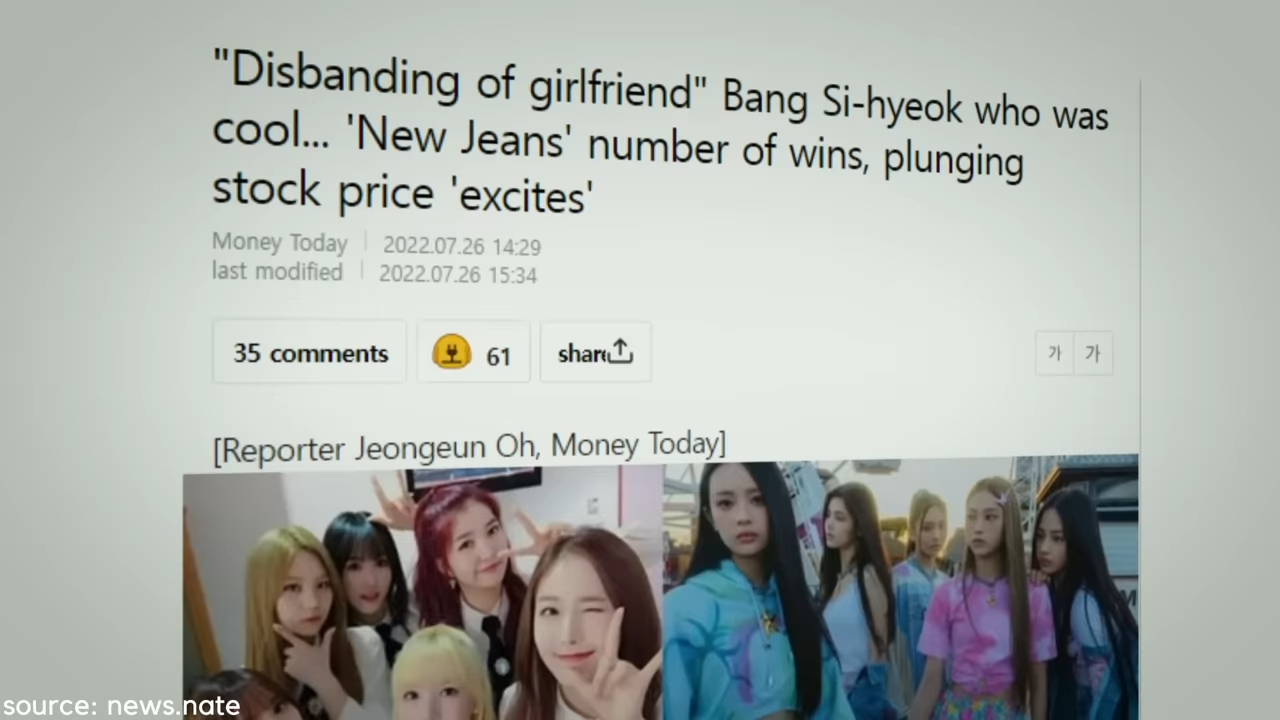 "Disbanding of girlfriend" Bang Si-hyeok who was
cool... 'New Jeans' number of wins, plunging
stock price 'excites'
Money Today | 2022.07.26 14:29
last modified | 2022.07.26 15:34
35 comments 61 share 가 가
[Reporter Jeongeun Oh, Money Today]
source: news.nate